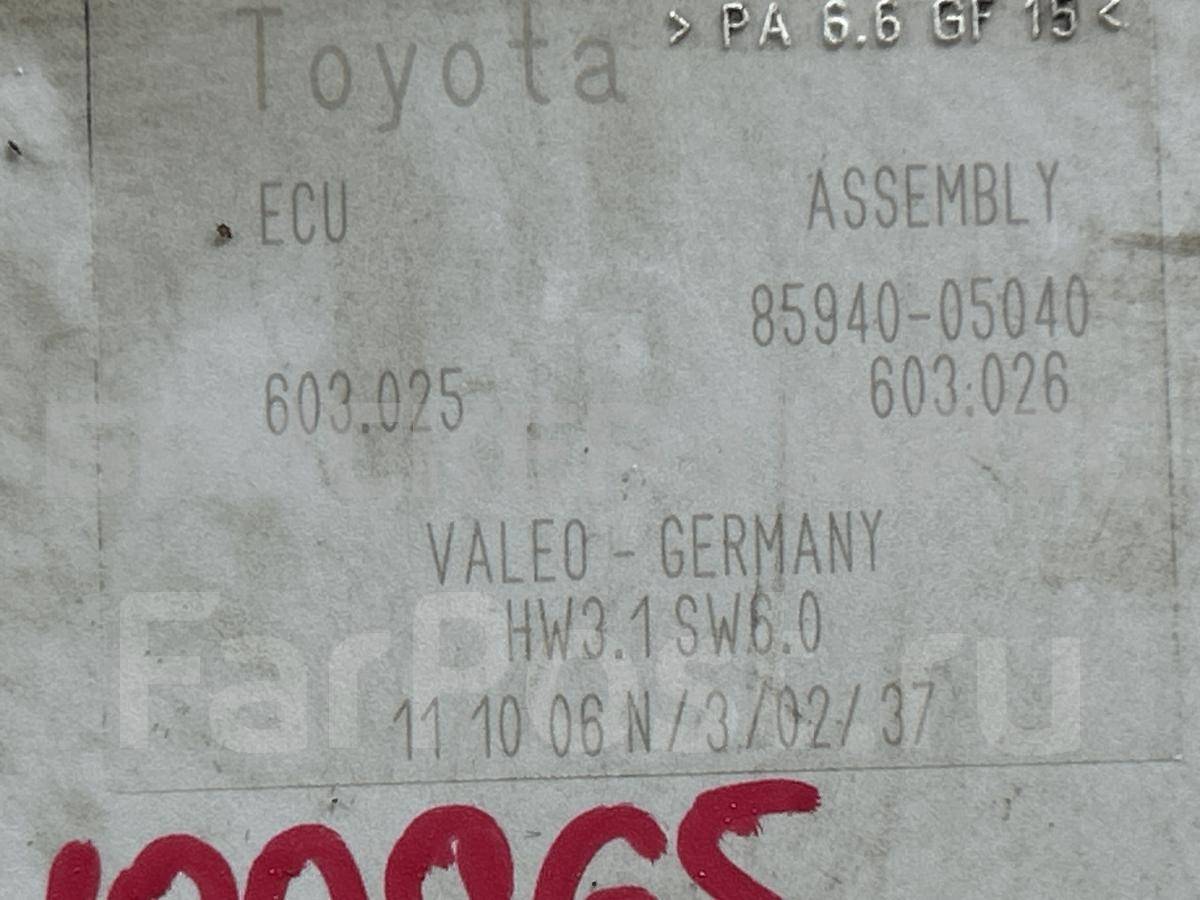 > PA 6.6 GF 15 <
Toyota
ECU ASSEMBLY
85940-05040
603.025 603.026
VALEO - GERMANY
HW3.1 SW6.0
11 10 06 N / 3 / 02 / 37
FarPost.ru